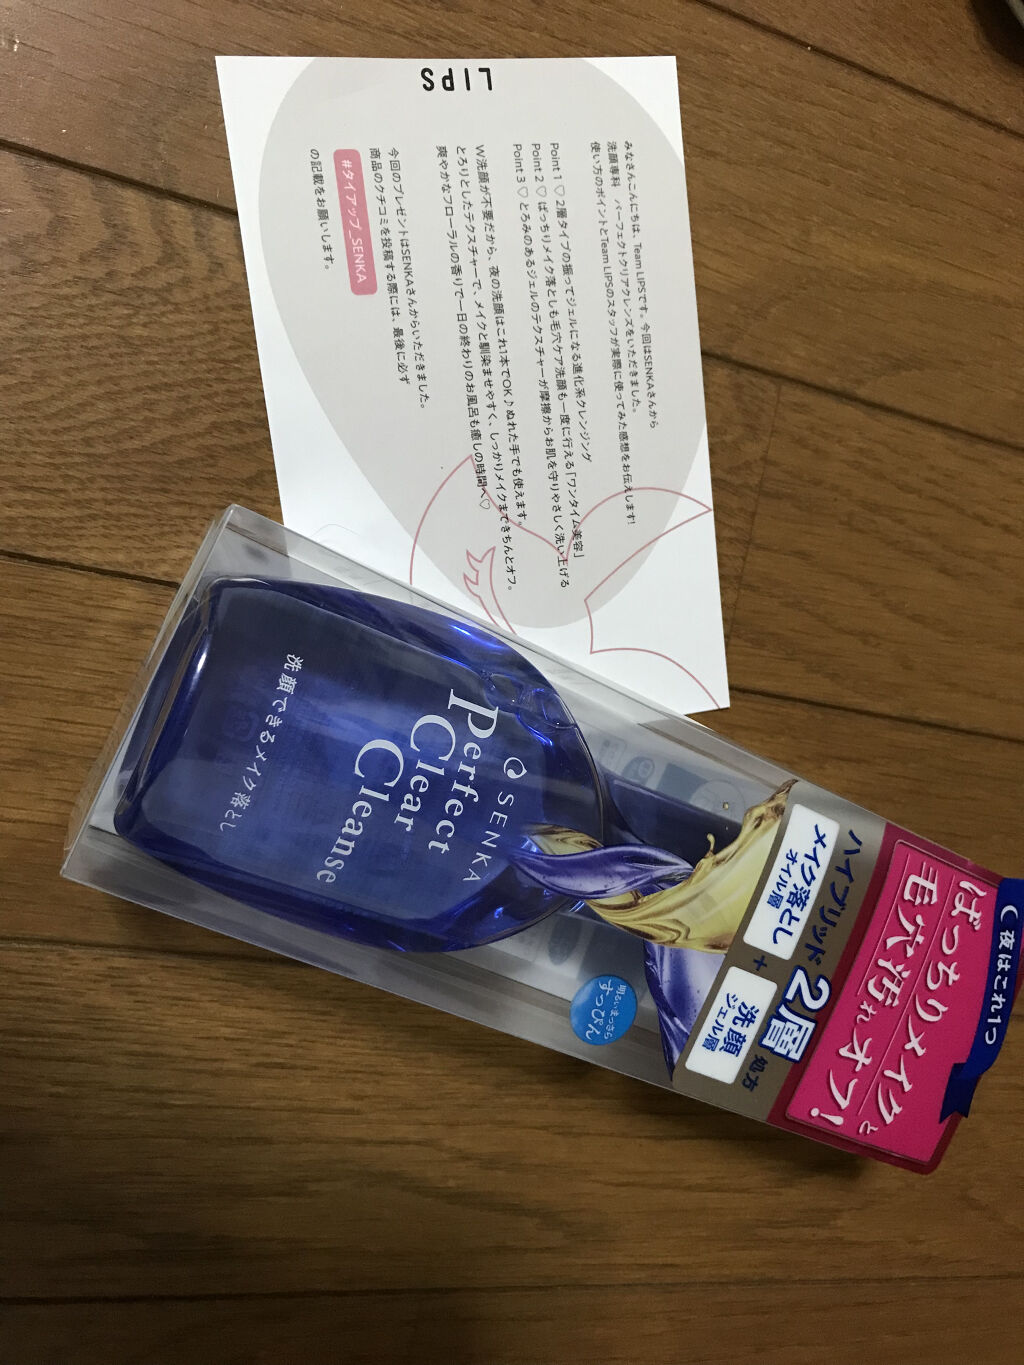 LIPS
みなさんこんにちは、Team LIPSです。今回はSENKAさんから
洗顔専科 パーフェクトクリアクレンズをいただきました。
使い方のポイントとTeam LIPSのスタッフが実際に使ってみた感想をお伝えします!
Point 1 ♡ 2層タイプの振ってジェルになる進化系クレンジング
Point 2 ♡ ぱっちりメイク落としも毛穴ケア洗顔も一度に行える「ワンタイム美容」
Point 3 ♡ とろみのあるジェルのテクスチャーが摩擦からお肌を守りやさしく洗い上げる
W洗顔が不要だから、夜の洗顔はこれ1本でOK♪ぬれた手でも使えます。
とろりとしたテクスチャーで、メイクと馴染ませやすく、しっかりメイクまできちんとオフ。
爽やかなフローラルの香りで一日の終わりのお風呂も癒しの時間へ♡
今回のプレゼントはSENKAさんからいただきました。
商品のクチコミを投稿する際には、最後に必ず
#タイアップ_SENKA
の記載をお願いします。
夜はこれ1つ
ぱっちりメイクと
毛穴汚れオフ!
ハイブリッド2層処方
メイク落とし
オイル層
+
洗顔
ジェル層
明るいまっさら
すっぴん
SENKA
Perfect
Clear
Cleanse
洗顔できるメイク落とし